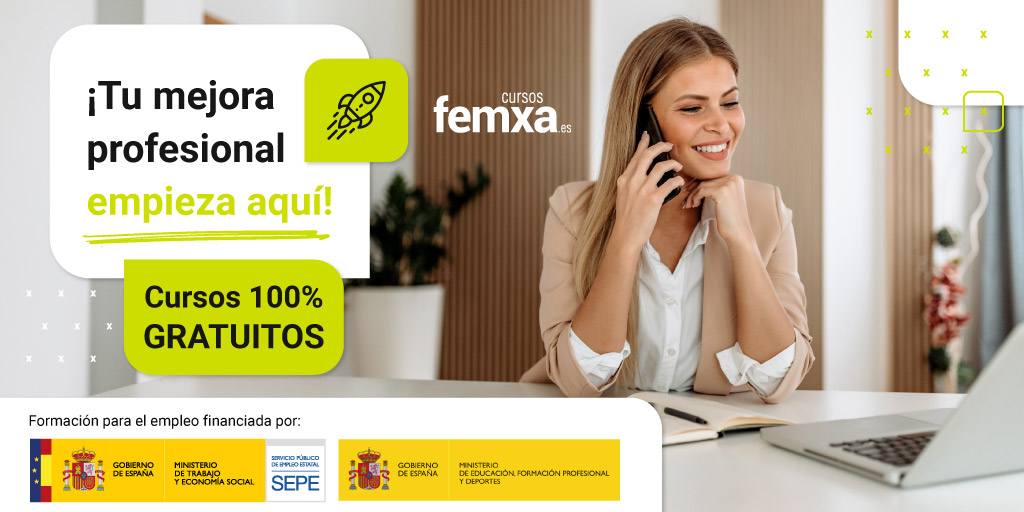 ¡Tu mejora
profesional
empieza aquí!
cursos
femxa.es
Cursos 100%
GRATUITOS
Formación para el empleo financiada por:
GOBIERNO
DE ESPAÑA
MINISTERIO
DE TRABAJO
Y ECONOMÍA SOCIAL
SERVICIO PÚBLICO
DE EMPLEO ESTATAL
SEPE
GOBIERNO
DE ESPAÑA
MINISTERIO
DE EDUCACIÓN, FORMACIÓN PROFESIONAL
Y DEPORTES